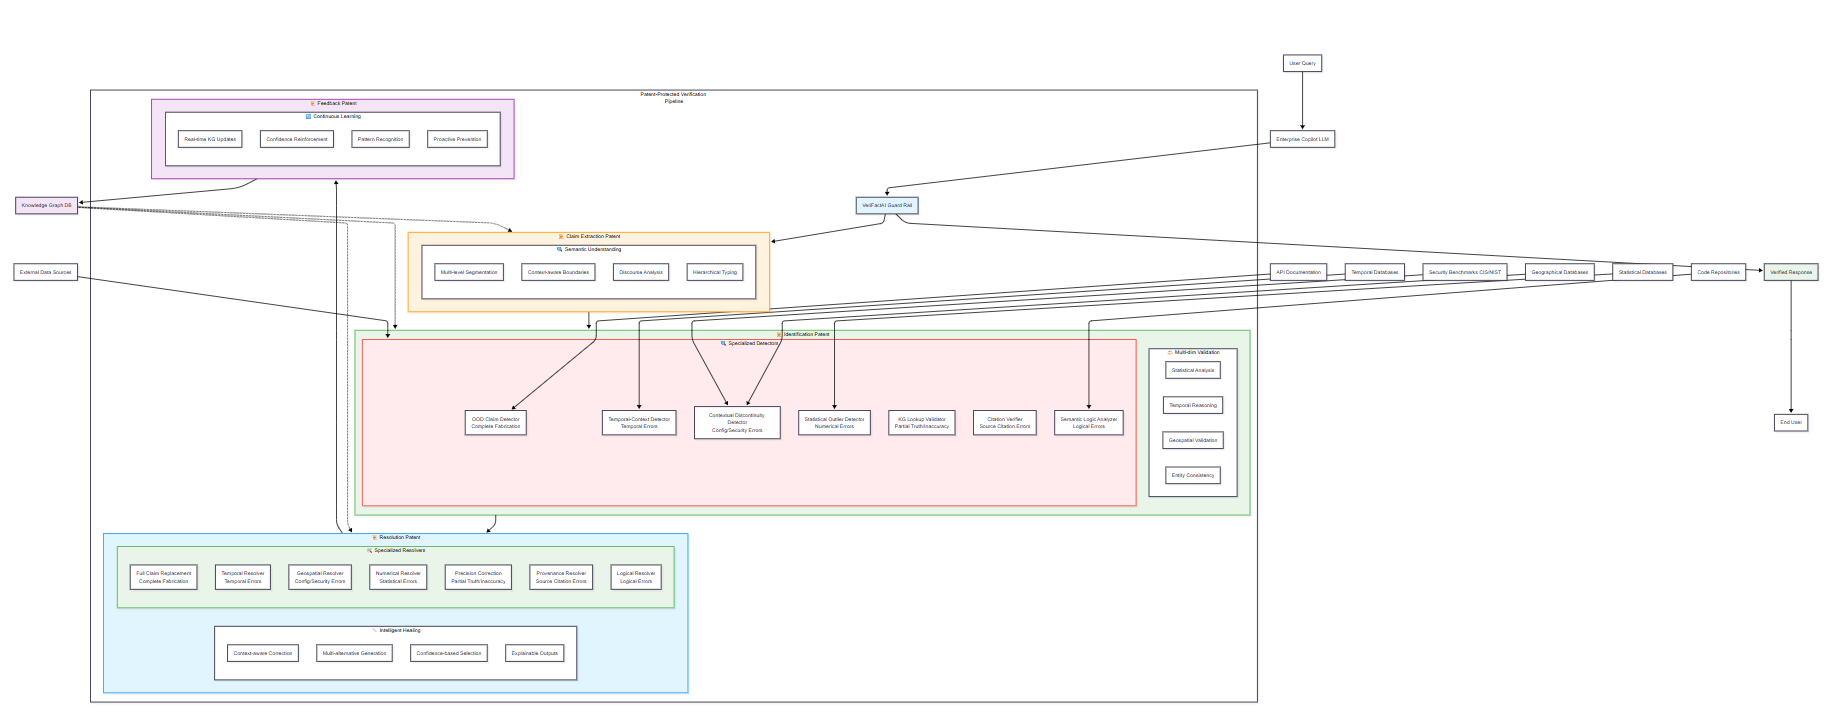 User Query
Patent-Protected Verification
Pipeline
Feedback Patent
Continuous Learning
Real-time KG Updates
Confidence Reinforcement
Pattern Recognition
Proactive Prevention
Enterprise Copilot LLM
Knowledge Graph DB
VeriFactAI Guard Rail
Claim Extraction Patent
Semantic Understanding
Multi-level Segmentation
Context-aware Boundaries
Discourse Analysis
Hierarchical Typing
External Data Sources
API Documentation
Temporal Databases
Security Benchmarks CIS/NIST
Geographical Databases
Statistical Databases
Code Repositories
Verified Response
Identification Patent
Specialized Detectors
Multi-dim Validation
Statistical Analysis
Temporal Reasoning
Geospatial Validation
Entity Consistency
OOD Claim Detector
Complete Fabrication
Temporal-Context Detector
Temporal Errors
Contextual Discontinuity
Detector
Config/Security Errors
Statistical Outlier Detector
Numerical Errors
KG Lookup Validator
Partial Truth/Inaccuracy
Citation Verifier
Source Citation Errors
Semantic Logic Analyzer
Logical Errors
End User
Resolution Patent
Specialized Resolvers
Full Claim Replacement
Complete Fabrication
Temporal Resolver
Temporal Errors
Geospatial Resolver
Config/Security Errors
Numerical Resolver
Statistical Errors
Precision Correction
Partial Truth/Inaccuracy
Provenance Resolver
Source Citation Errors
Logical Resolver
Logical Errors
Intelligent Healing
Context-aware Correction
Multi-alternative Generation
Confidence-based Selection
Explainable Outputs